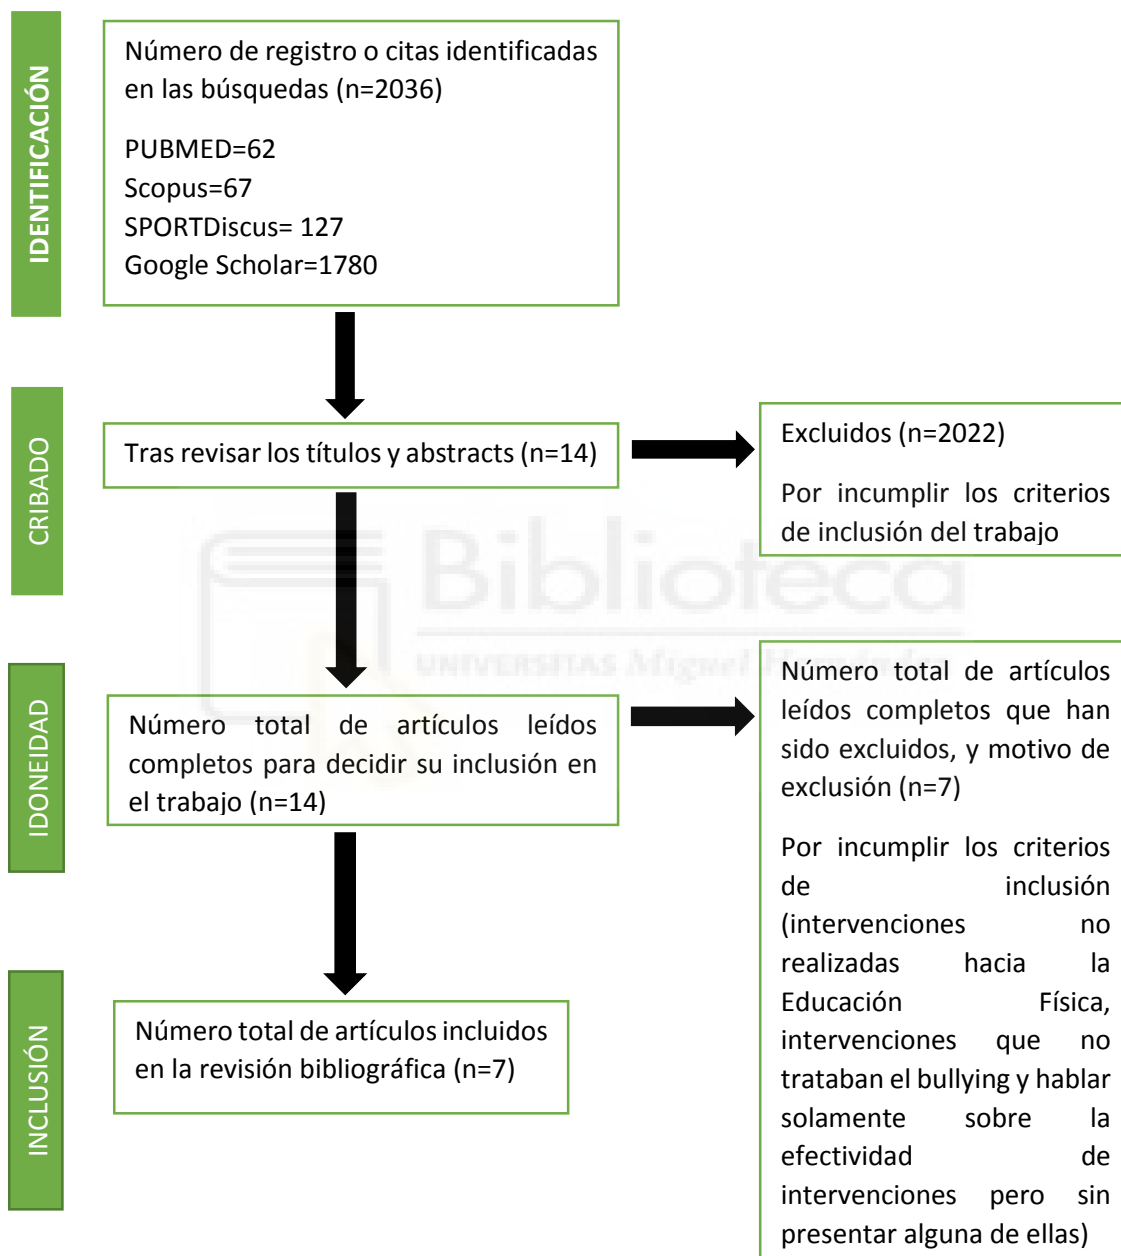 IDENTIFICACIÓN
Número de registro o citas identificadas
en las búsquedas (n=2036)
PUBMED=62
Scopus=67
SPORTDiscus= 127
Google Scholar=1780
CRIBADO
Tras revisar los títulos y abstracts (n=14)
Excluidos (n=2022)
Por incumplir los criterios
de inclusión del trabajo
Biblioteca
UNIVERSITAS Miguel Hernández
IDONEIDAD
Número total de artículos leídos
completos para decidir su inclusión en
el trabajo (n=14)
Número total de artículos
leídos completos que han
sido excluidos, y motivo de
exclusión (n=7)
Por incumplir los criterios
de inclusión
(intervenciones no
realizadas hacia la
Educación Física,
intervenciones que no
trataban el bullying y hablar
solamente sobre la
efectividad de
intervenciones pero sin
presentar alguna de ellas)
INCLUSIÓN
Número total de artículos incluidos
en la revisión bibliográfica (n=7)